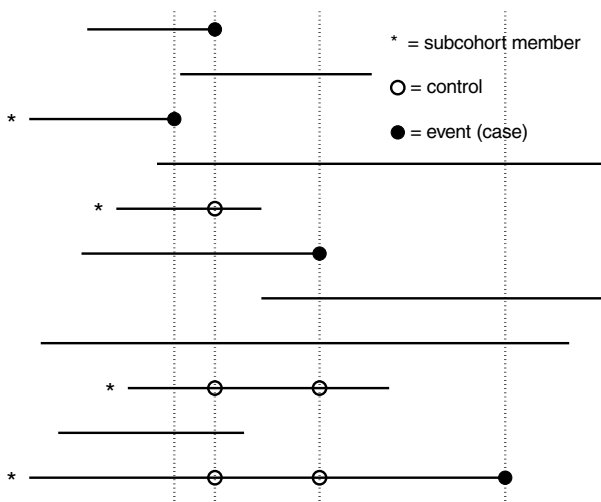 * = subcohort member
= control
= event (case)
*
*
*
*